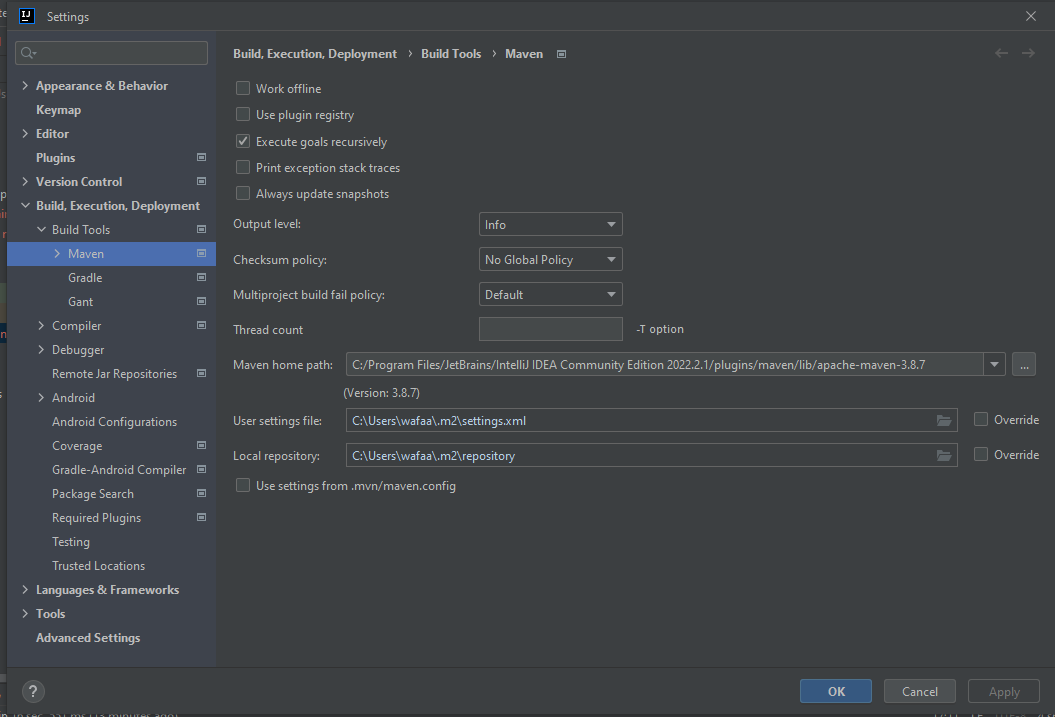 Settings
Build, Execution, Deployment › Build Tools › Maven
Appearance & Behavior
Keymap
Editor
Plugins
Version Control
Build, Execution, Deployment
Build Tools
Maven
Gradle
Gant
Compiler
Debugger
Remote Jar Repositories
Android
Android Configurations
Coverage
Gradle-Android Compiler
Package Search
Required Plugins
Testing
Trusted Locations
Languages & Frameworks
Tools
Advanced Settings
Work offline
Use plugin registry
Execute goals recursively
Print exception stack traces
Always update snapshots
Output level: Info
Checksum policy: No Global Policy
Multiproject build fail policy: Default
Thread count -T option
Maven home path: C:/Program Files/JetBrains/IntelliJ IDEA Community Edition 2022.2.1/plugins/maven/lib/apache-maven-3.8.7 ...
(Version: 3.8.7)
User settings file: C:\Users\wafaa\.m2\settings.xml Override
Local repository: C:\Users\wafaa\.m2\repository Override
Use settings from .mvn/maven.config
? OK Cancel Apply